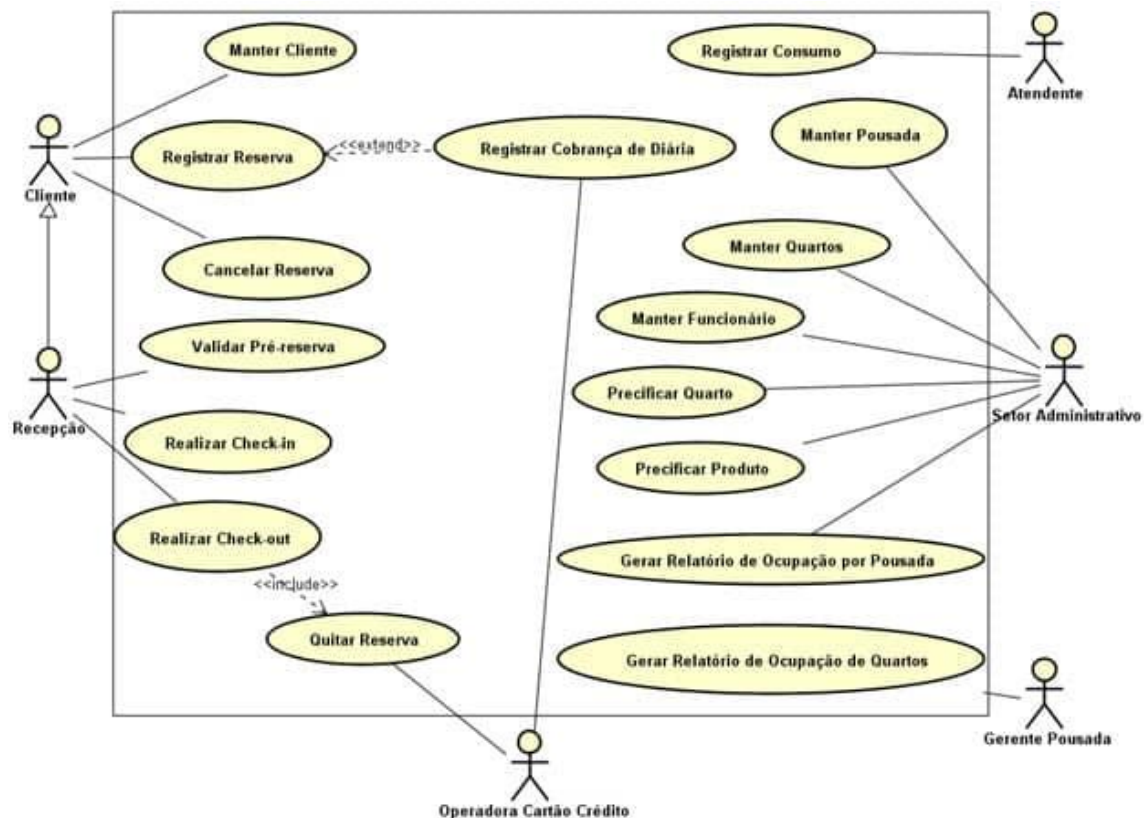 Manter Cliente
Registrar Consumo
Atendente
Manter Pousada
Registrar Reserva
<<extend>>
Registrar Cobrança de Diária
Cliente
Manter Quartos
Cancelar Reserva
Manter Funcionário
Validar Pré-reserva
Precificar Quarto
Setor Administrativo
Recepção
Realizar Check-in
Precificar Produto
Realizar Check-out
Gerar Relatório de Ocupação por Pousada
<<include>>
Quitar Reserva
Gerar Relatório de Ocupação de Quartos
Gerente Pousada
Operadora Cartão Crédito